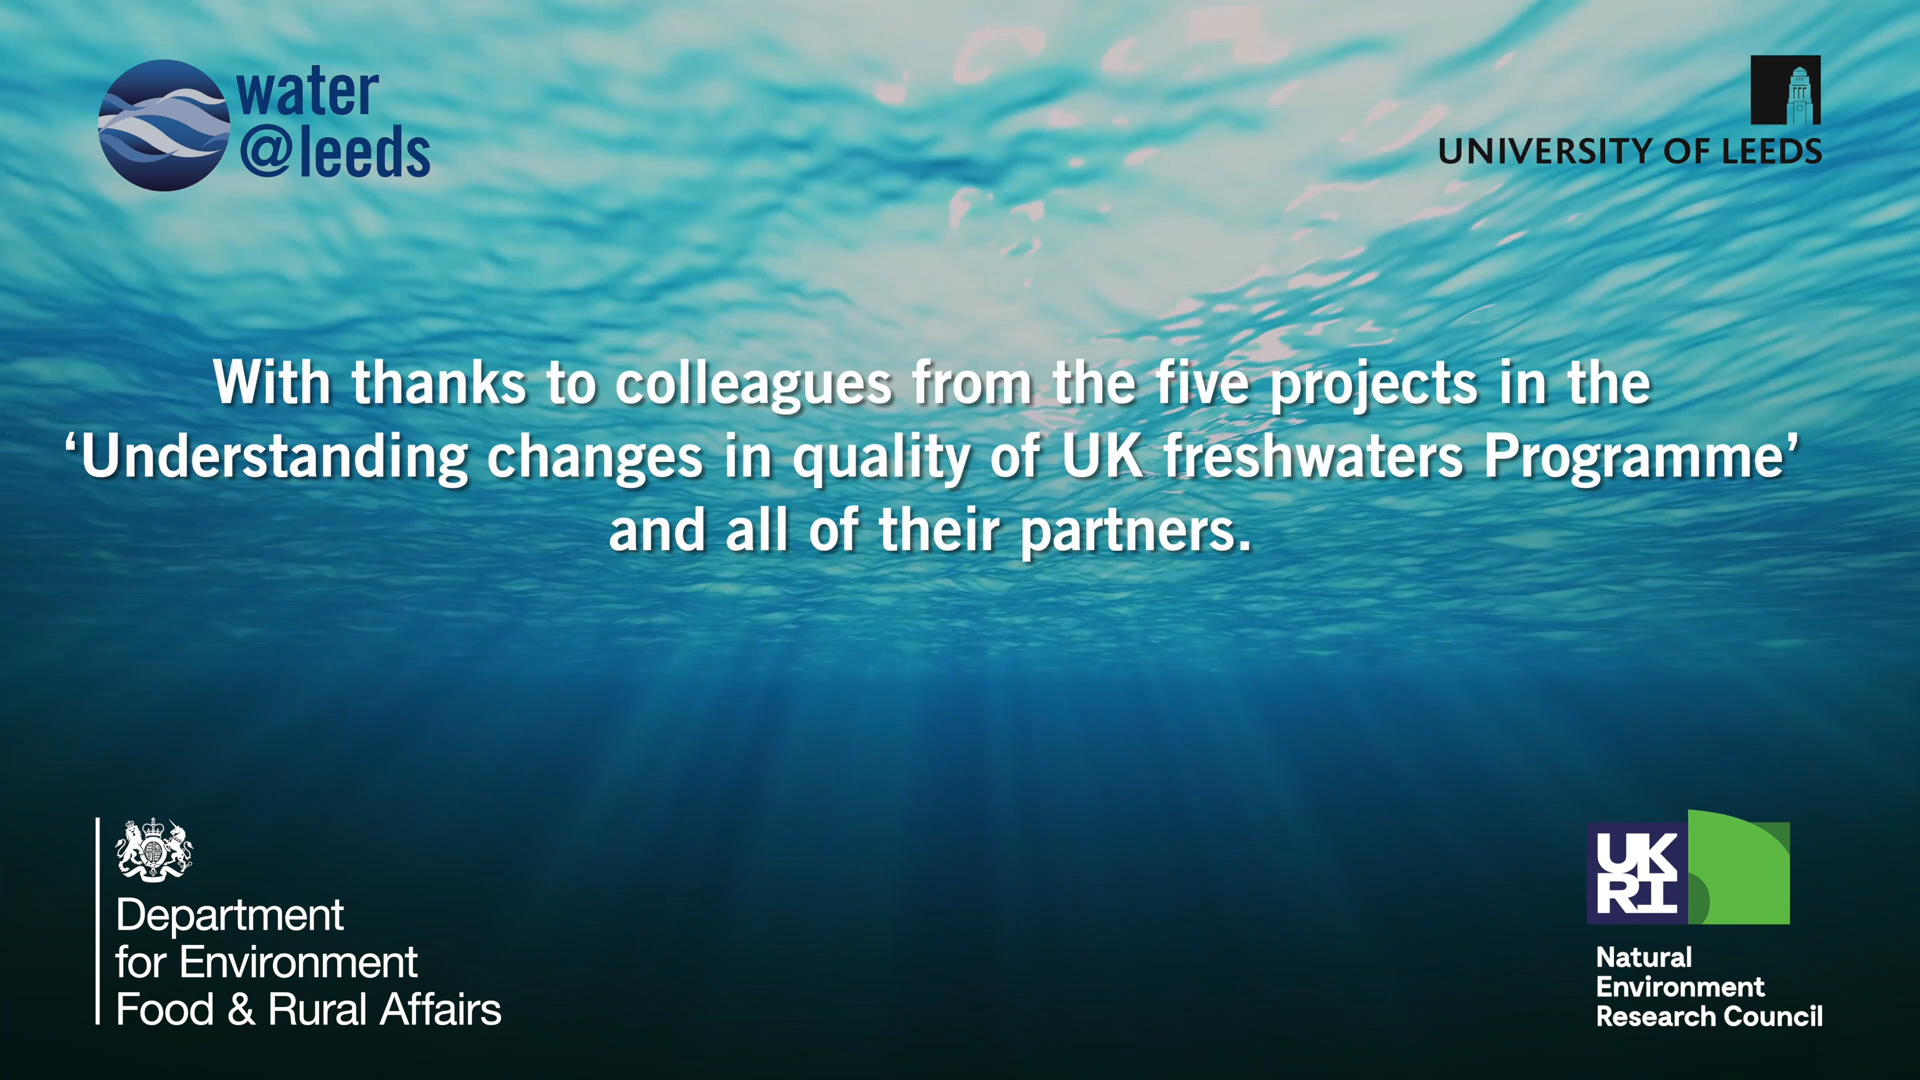 water
@leeds
UNIVERSITY OF LEEDS
With thanks to colleagues from the five projects in the
‘Understanding changes in quality of UK freshwaters Programme’
and all of their partners.
Department
for Environment
Food & Rural Affairs
UK
RI
Natural
Environment
Research Council